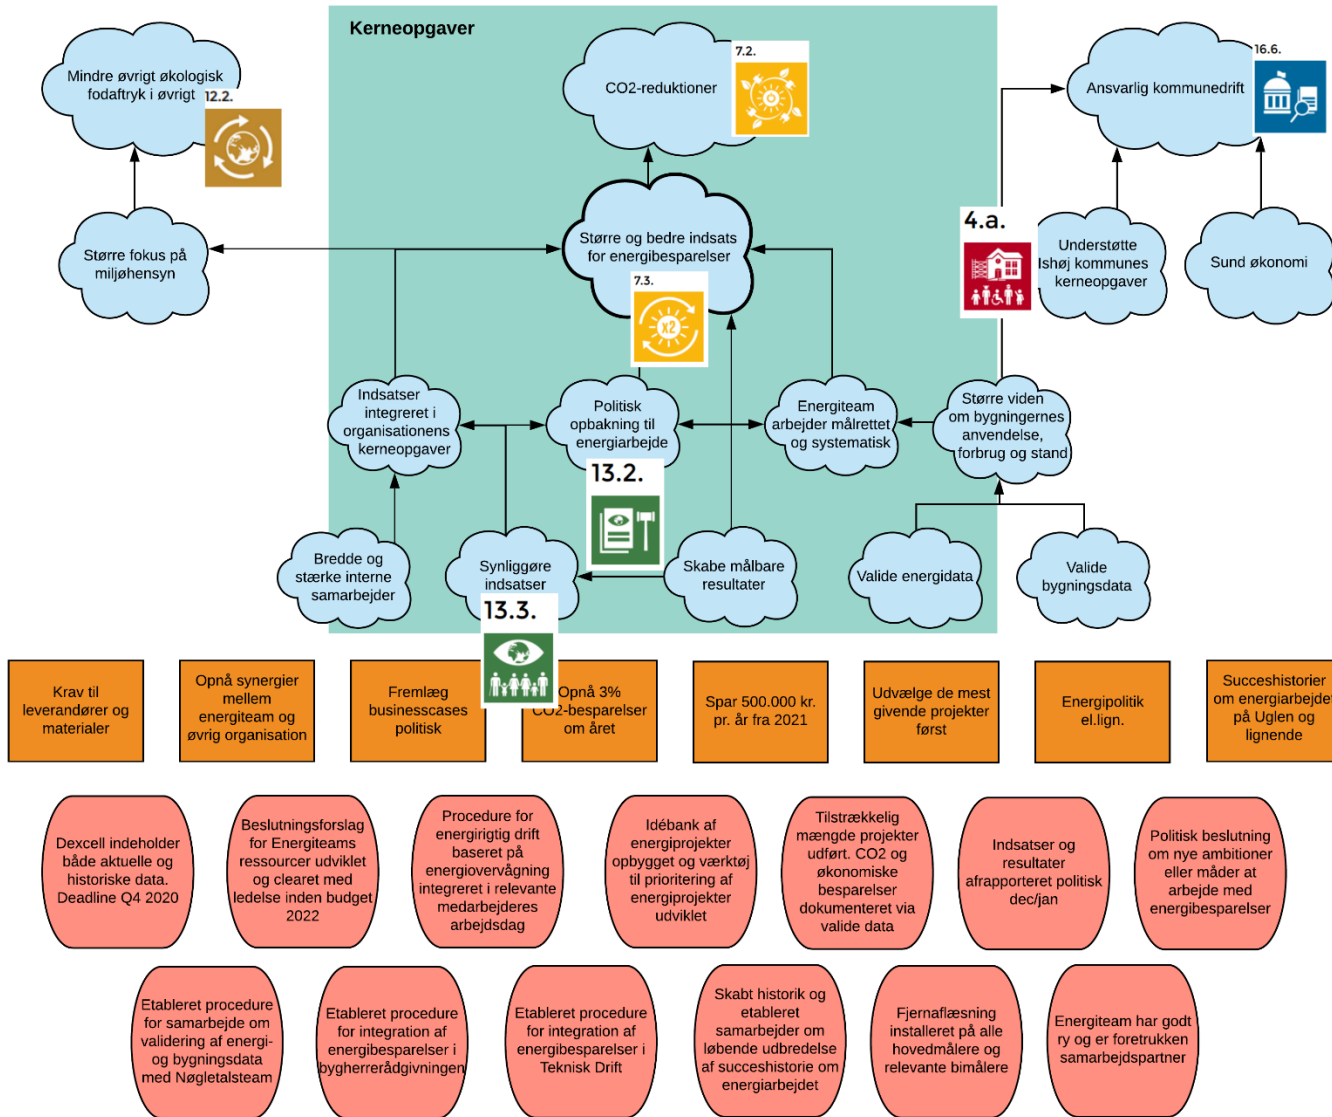 Kerneopgaver
Mindre øvrigt økologisk
fodaftryk i øvrigt
12.2.
CO2-reduktioner
7.2.
Ansvarlig kommunedrift
16.6.
Større fokus på
miljøhensyn
Større og bedre indsats
for energibesparelser
7.3.
X2
4.a.
Understøtte
Ishøj kommunes
kerneopgaver
Sund økonomi
Indsatser
integreret i
organisationens
kerneopgaver
Politisk
opbakning til
energiarbejde
Energiteam
arbejder målrettet
og systematisk
Større viden
om bygningernes
anvendelse,
forbrug og stand
13.2.
Bredde og
stærke interne
samarbejder
Synliggøre
indsatser
13.3.
Skabe målbare
resultater
Valide energidata
Valide
bygningsdata
Krav til
leverandører og
materialer
Opnå synergier
mellem
energiteam og
øvrig organisation
Fremlæg
businesscases
politisk
Opnå 3%
CO2-besparelser
om året
Spar 500.000 kr.
pr. år fra 2021
Udvælge de mest
givende projekter
først
Energipolitik
el.lign.
Succeshistorier
om energiarbejdet
på Uglen og
lignende
Dexcell indeholder
både aktuelle og
historiske data.
Deadline Q4 2020
Beslutningsforslag
for Energiteams
ressourcer udviklet
og clearet med
ledelse inden budget
2022
Procedure for
energirigtig drift
baseret på
energiovervågning
integreret i relevante
medarbejderes
arbejdsdag
Idébank af
energiprojekter
opbygget og værktøj
til prioritering af
energiprojekter
udviklet
Tilstrækkelig
mængde projekter
udført. CO2 og
økonomiske
besparelser
dokumenteret via
valide data
Indsatser og
resultater
afrapporteret politisk
dec/jan
Politisk beslutning
om nye ambitioner
eller måder at
arbejde med
energibesparelser
Etableret procedure
for samarbejde om
validering af energi-
og bygningsdata
med Nøgletalsteam
Etableret procedure
for integration af
energibesparelser i
bygherrerådgivningen
Etableret procedure
for integration af
energibesparelser i
Teknisk Drift
Skabt historik og
etableret
samarbejder om
løbende udbredelse
af succeshistorie om
energiarbejdet
Fjernaflæsning
installeret på alle
hovedmålere og
relevante bimålere
Energiteam har godt
ry og er foretrukken
samarbejdspartner